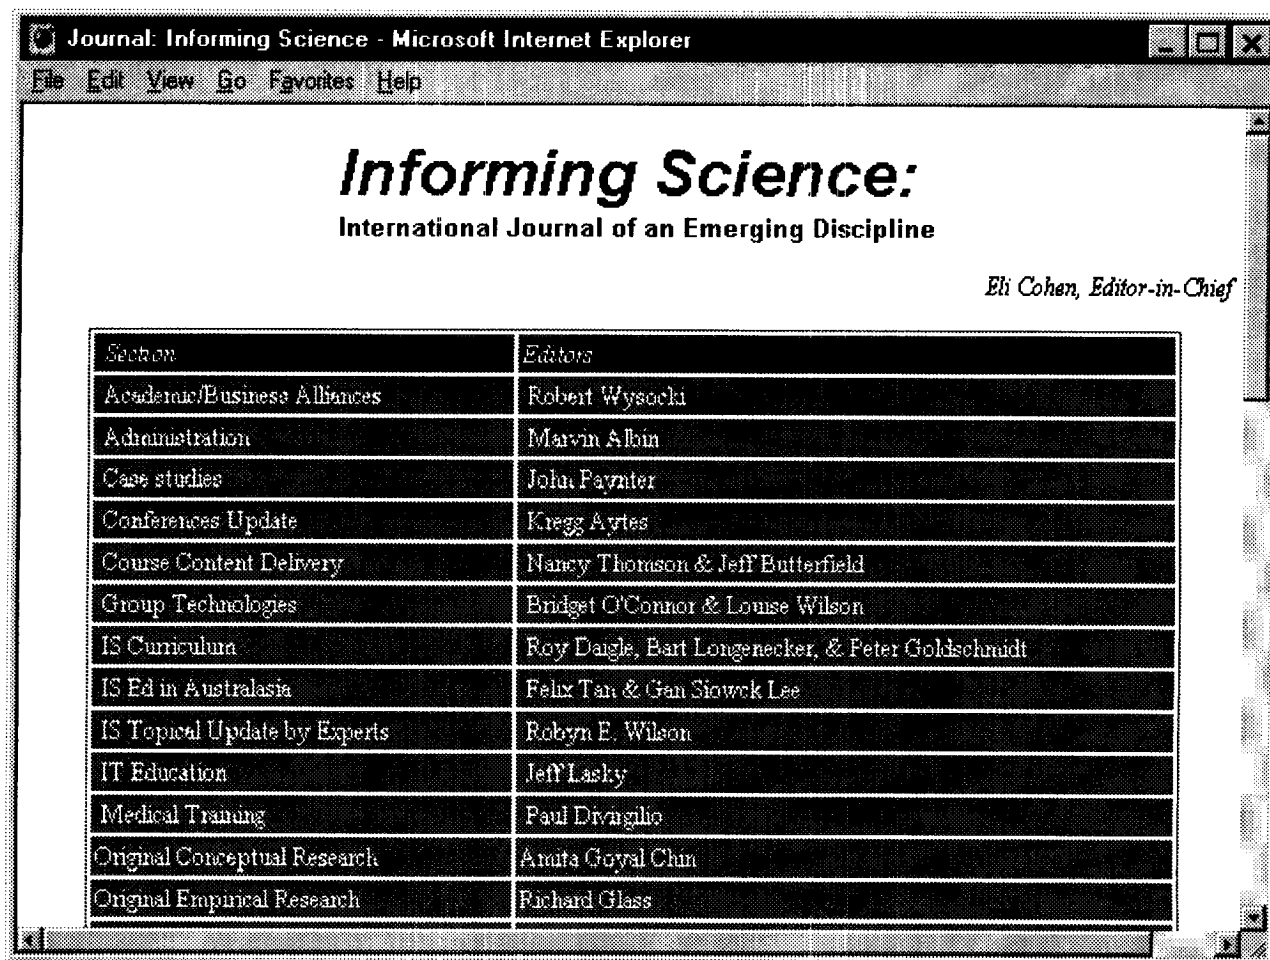 Journal: Informing Science - Microsoft Internet Explorer
File Edit View Go Favorites Help
Informing Science:
International Journal of an Emerging Discipline
Eli Cohen, Editor-in-Chief
Section Editors
Academic/Business Alliances Robert Wysocki
Administration Marvin Albin
Case studies John Paynter
Conferences Update Kregg Aytes
Course Content Delivery Nancy Thomson & Jeff Butterfield
Group Technologies Bridget O'Connor & Louise Wilson
IS Curriculum Roy Daigle, Bart Longenecker, & Peter Goldschmidt
IS Ed in Australasia Felix Tan & Gan Siowck Lee
IS Topical Update by Experts Robyn E. Wilson
IT Education Jeff Lasky
Medical Training Paul Divirgilio
Original Conceptual Research Amita Goyal Chin
Original Empirical Research Richard Glass